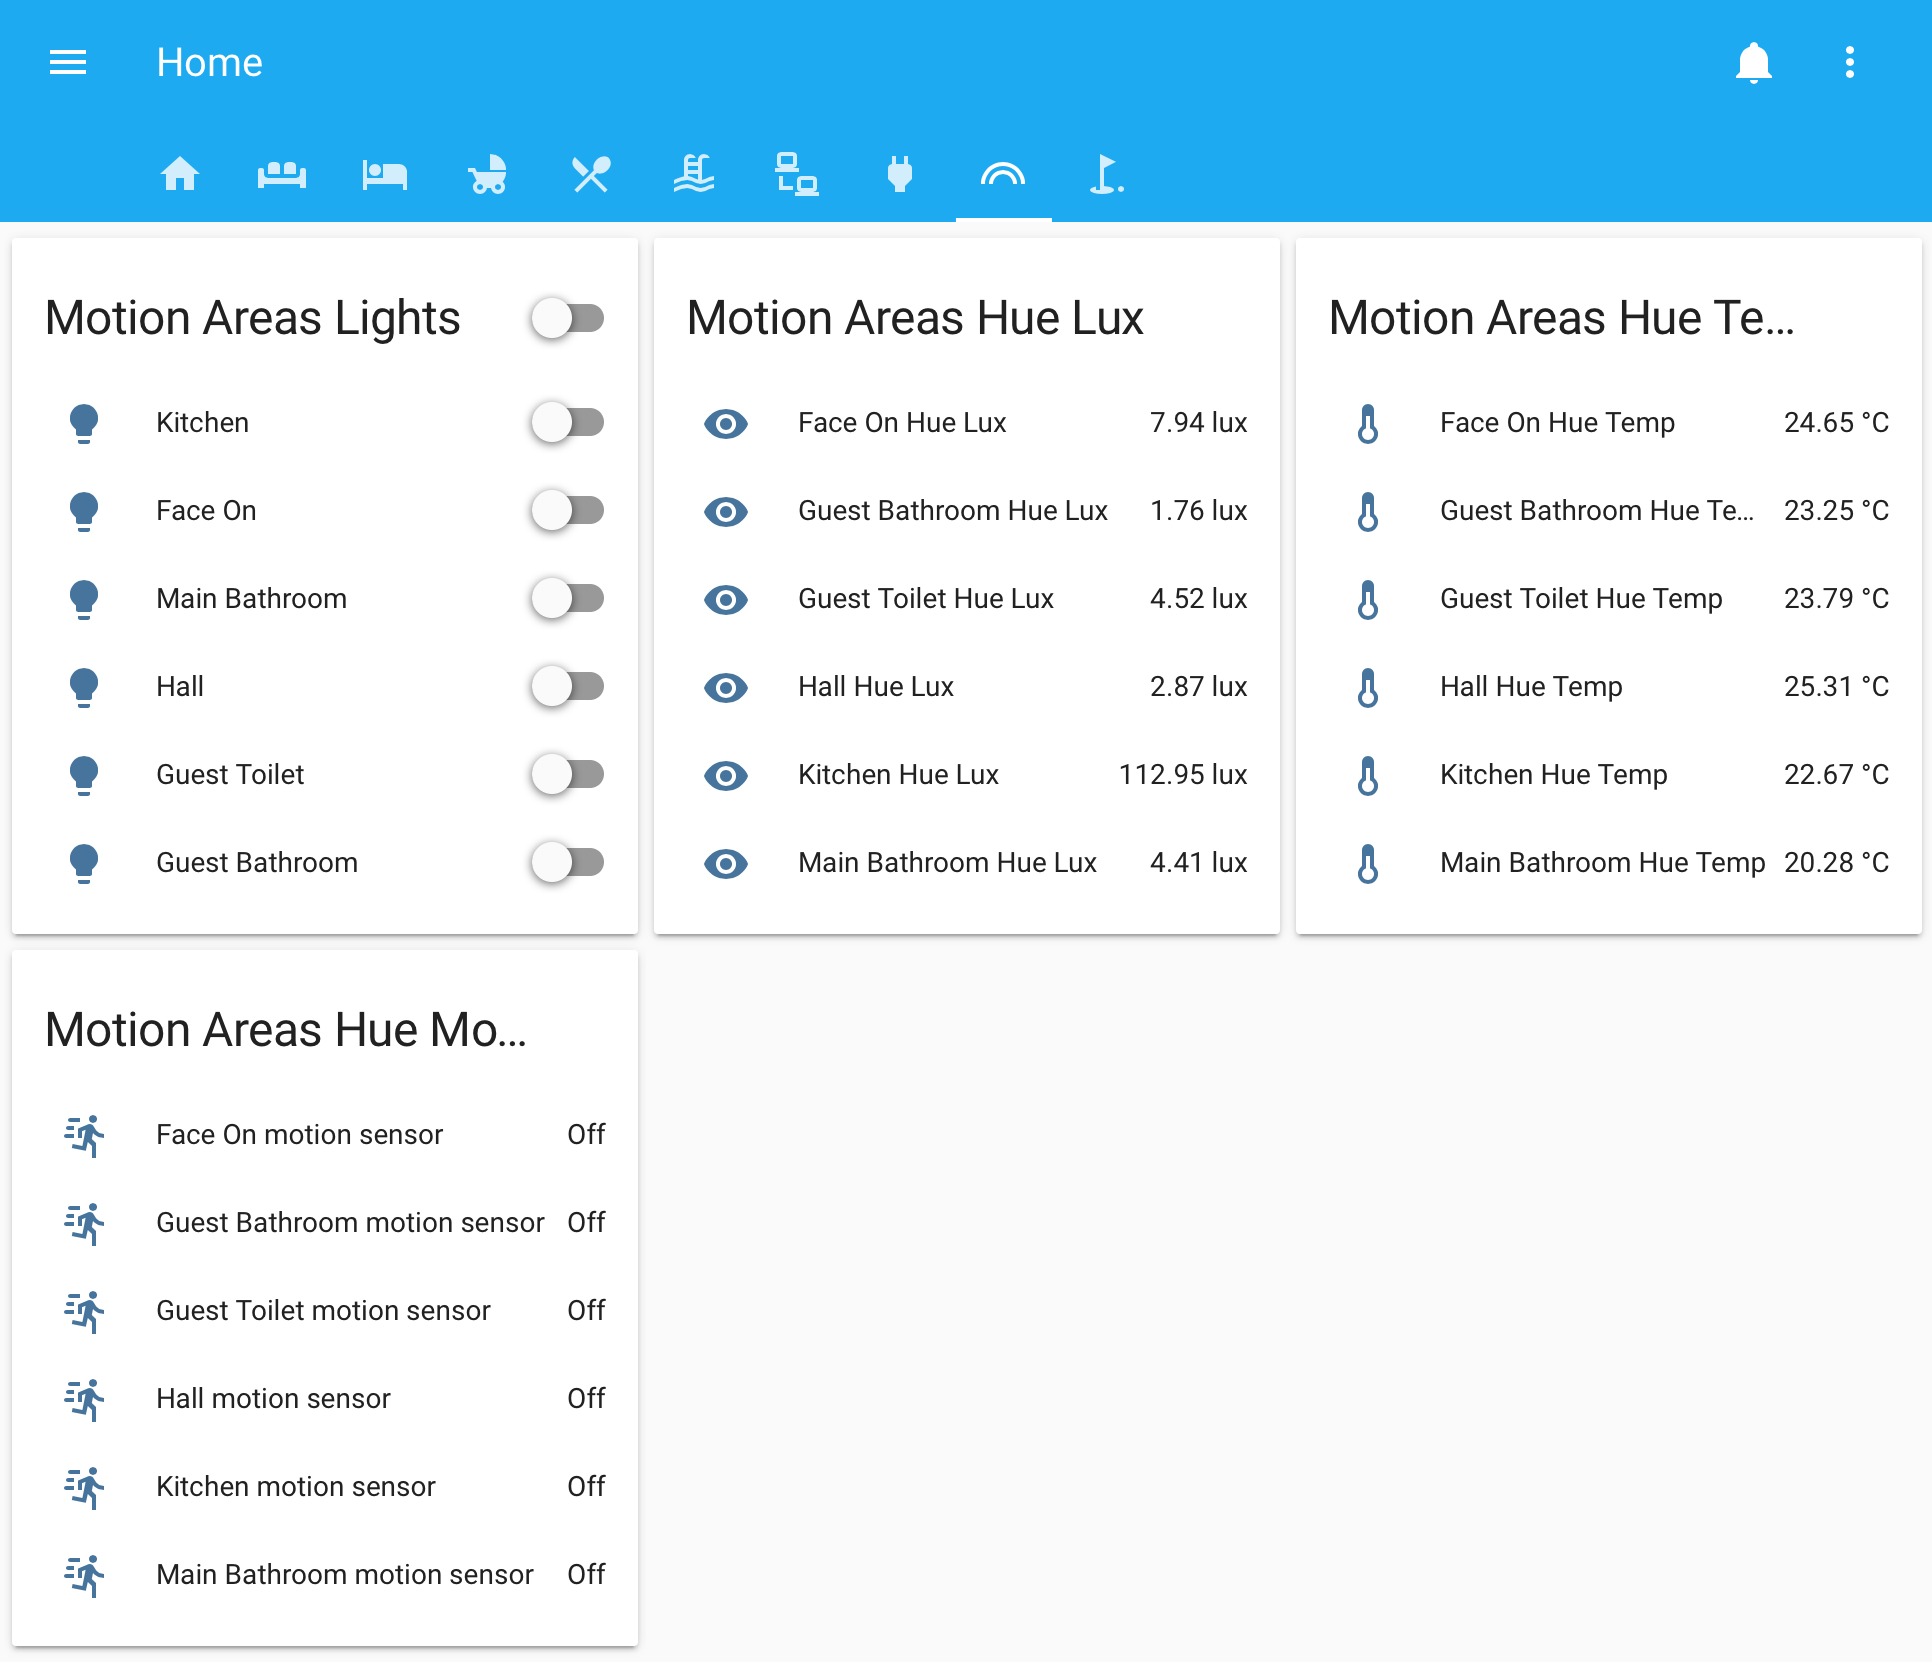 Home
Motion Areas Lights
Kitchen
Face On
Main Bathroom
Hall
Guest Toilet
Guest Bathroom
Motion Areas Hue Lux
Face On Hue Lux 7.94 lux
Guest Bathroom Hue Lux 1.76 lux
Guest Toilet Hue Lux 4.52 lux
Hall Hue Lux 2.87 lux
Kitchen Hue Lux 112.95 lux
Main Bathroom Hue Lux 4.41 lux
Motion Areas Hue Te...
Face On Hue Temp 24.65 °C
Guest Bathroom Hue Te... 23.25 °C
Guest Toilet Hue Temp 23.79 °C
Hall Hue Temp 25.31 °C
Kitchen Hue Temp 22.67 °C
Main Bathroom Hue Temp 20.28 °C
Motion Areas Hue Mo...
Face On motion sensor Off
Guest Bathroom motion sensor Off
Guest Toilet motion sensor Off
Hall motion sensor Off
Kitchen motion sensor Off
Main Bathroom motion sensor Off